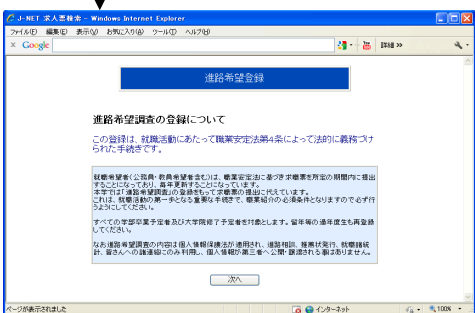 J-NET 求人票検索 - Windows Internet Explorer
ファイル(F) 編集(E) 表示(V) お気に入り(A) ツール(T) ヘルプ(H)
× Google
進路希望登録
進路希望調査の登録について
この登録は、就職活動にあたって職業安定法第4条によって法的に義務づけ
られた手続きです。
就職希望者(公務員・教員希望者含む)は、職業安定法に基づき求職票を所定の期間内に提出
することになっており、毎年更新することになっています。
本学では「進路希望調査」の登録をもって求職票の提出に代えています。
これは、就職活動の第一歩となる重要な手続きで、職業紹介の必須条件となりますので必ず行
うようにしてください。
すべての学部卒業予定者及び大学院修了予定者を対象とします。留年等の過年度生も再登録
してください。
なお進路希望調査の内容は個人情報保護法が適用され、進路相談、推薦状発行、就職諸統
計、皆さんへの諸連絡にのみ利用し、個人情報が第三者へ公開・譲渡される事はありません。
次へ
ページが表示されました
インターネット
100%